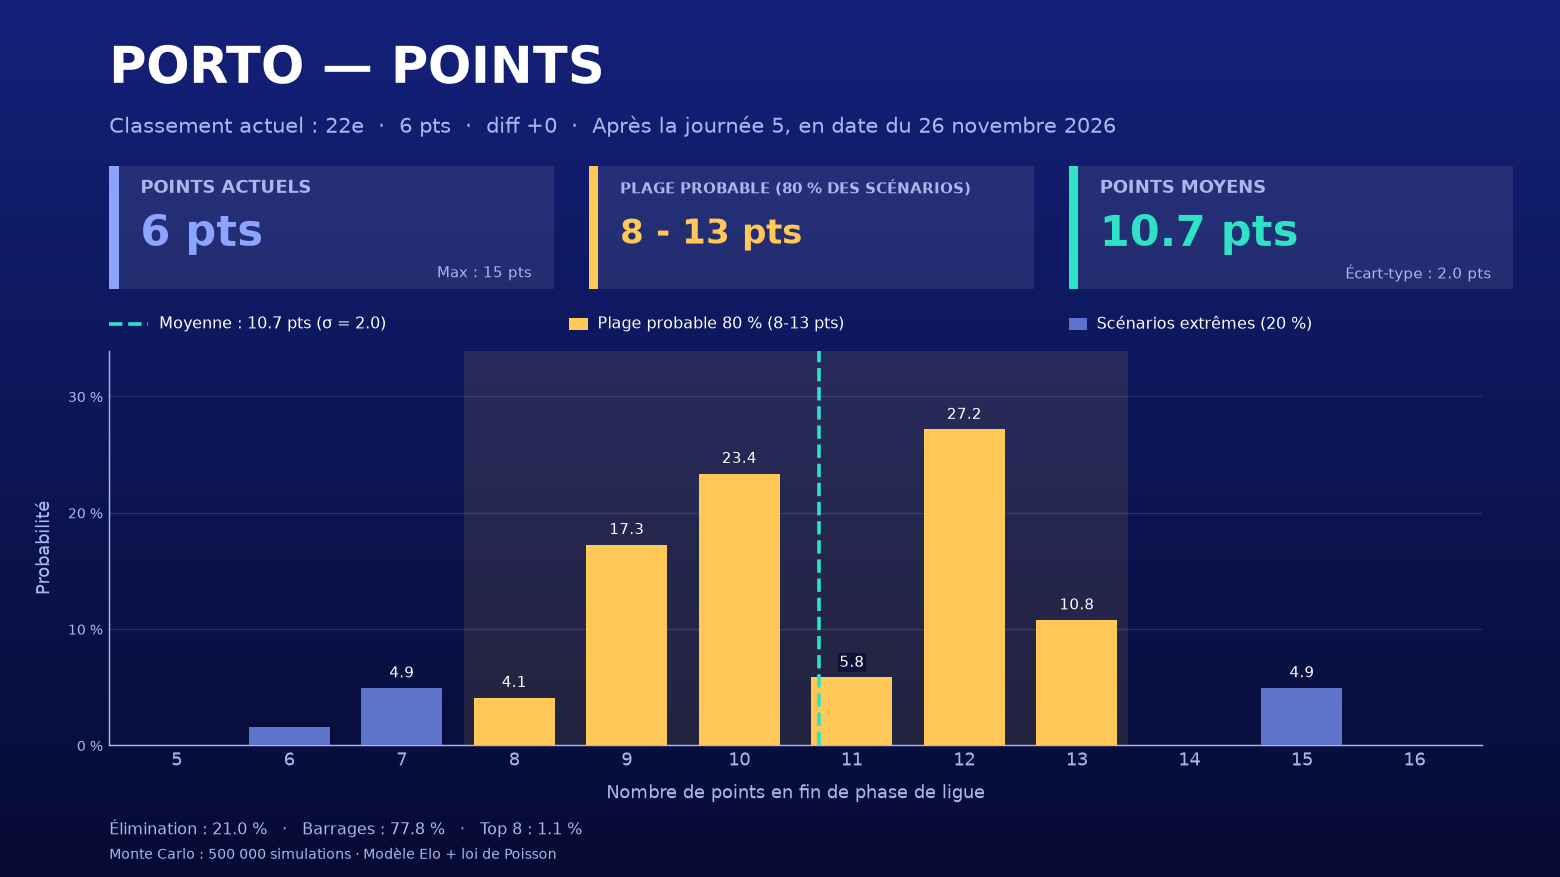 PORTO — POINTS
Classement actuel : 22e · 6 pts · diff +0 · Après la journée 5, en date du 26 novembre 2026
POINTS ACTUELS
6 pts
Max : 15 pts
PLAGE PROBABLE (80 % DES SCÉNARIOS)
8 - 13 pts
POINTS MOYENS
10.7 pts
Écart-type : 2.0 pts
Moyenne : 10.7 pts (σ = 2.0)
Plage probable 80 % (8-13 pts)
Scénarios extrêmes (20 %)
Probabilité
30 %
20 %
10 %
0 %
4.9
4.1
17.3
23.4
5.8
27.2
10.8
4.9
5 6 7 8 9 10 11 12 13 14 15 16
Nombre de points en fin de phase de ligue
Élimination : 21.0 % · Barrages : 77.8 % · Top 8 : 1.1 %
Monte Carlo : 500 000 simulations · Modèle Elo + loi de Poisson